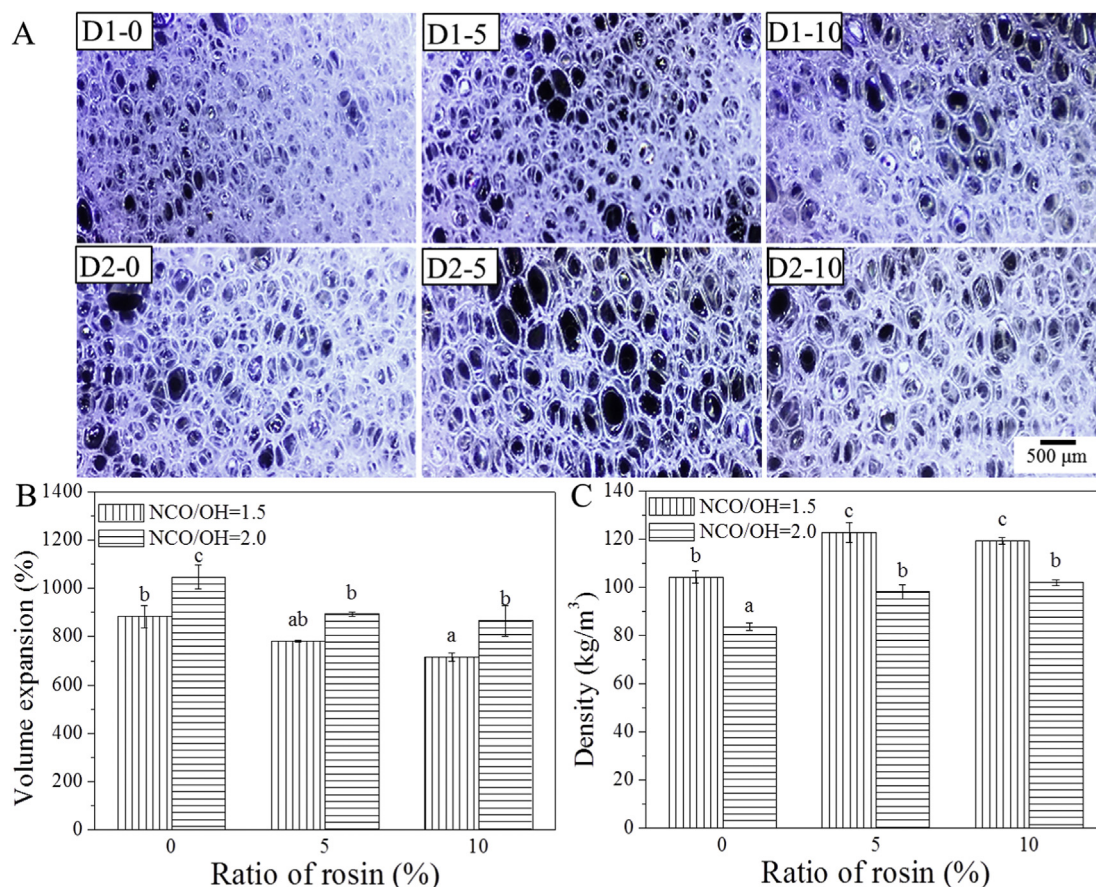 A
D1-0
D1-5
D1-10
D2-0
D2-5
D2-10
500 μm
B
1400
1200
1000
800
600
400
200
0
Volume expansion (%)
NCO/OH=1.5
NCO/OH=2.0
b
c
ab
b
a
b
0
5
10
Ratio of rosin (%)
C
140
120
100
80
60
40
20
0
Density (kg/m³)
NCO/OH=1.5
NCO/OH=2.0
b
a
c
b
c
b
0
5
10
Ratio of rosin (%)